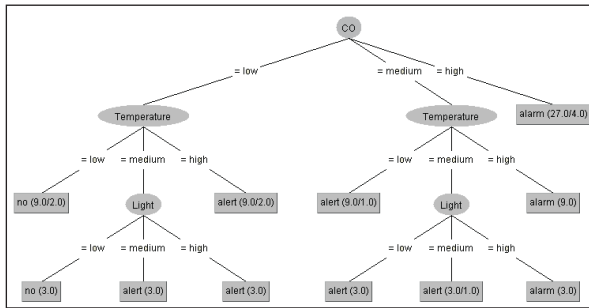 CO
= low
= medium
= high
Temperature
Temperature
alarm (27.0/4.0)
= low
= medium
= high
= low
= medium
= high
no (9.0/2.0)
Light
alert (9.0/2.0)
alert (9.0/1.0)
Light
alarm (9.0)
= low
= medium
= high
= low
= medium
= high
no (3.0)
alert (3.0)
alert (3.0)
alert (3.0)
alert (3.0/1.0)
alarm (3.0)